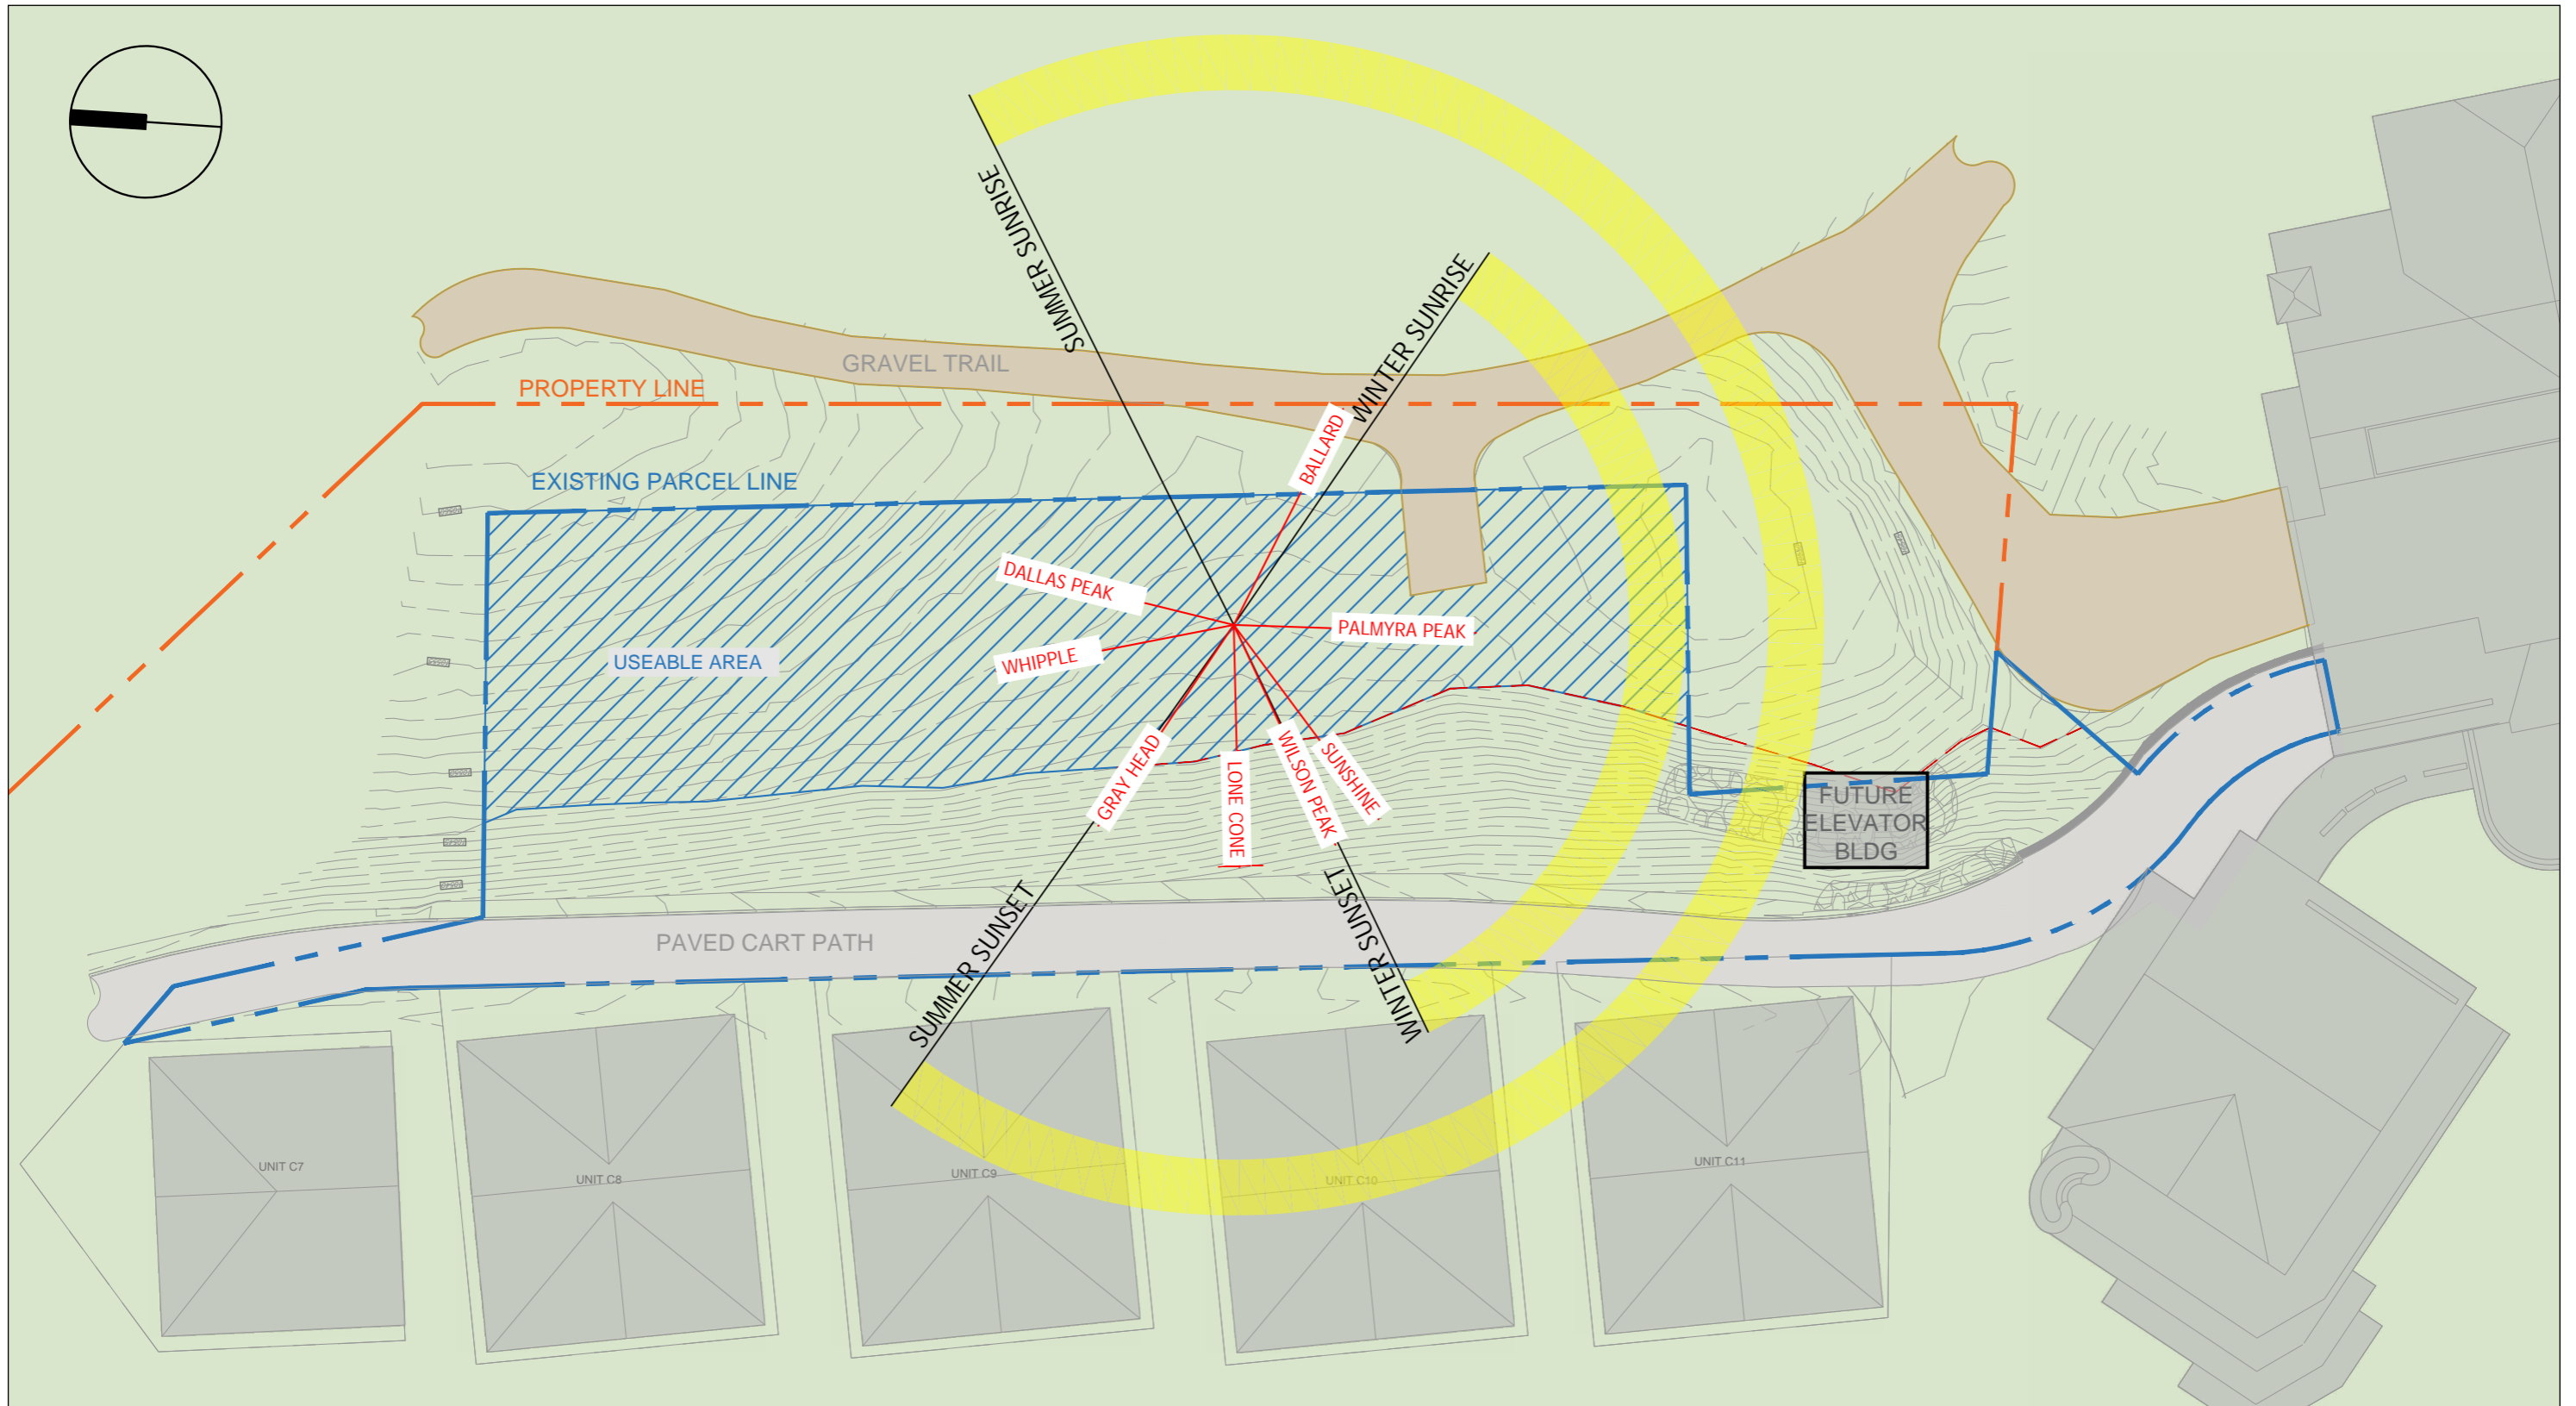 SUMMER SUNRISE
WINTER SUNRISE
GRAVEL TRAIL
PROPERTY LINE
BALLARD
EXISTING PARCEL LINE
DALLAS PEAK
PALMYRA PEAK
WHIPPLE
USEABLE AREA
GRAY HEAD
LONE CONE
WILSON PEAK
SUNSHINE
FUTURE
ELEVATOR
BLDG
SUMMER SUNSET
WINTER SUNSET
PAVED CART PATH
UNIT C7
UNIT C8
UNIT C9
UNIT C10
UNIT C11